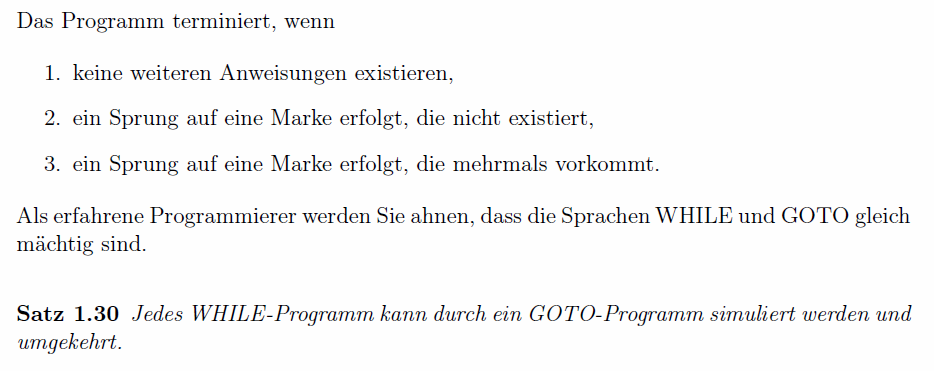 Das Programm terminiert, wenn
1. keine weiteren Anweisungen existieren,
2. ein Sprung auf eine Marke erfolgt, die nicht existiert,
3. ein Sprung auf eine Marke erfolgt, die mehrmals vorkommt.
Als erfahrene Programmierer werden Sie ahnen, dass die Sprachen WHILE und GOTO gleich
mächtig sind.
Satz 1.30 Jedes WHILE-Programm kann durch ein GOTO-Programm simuliert werden und
umgekehrt.